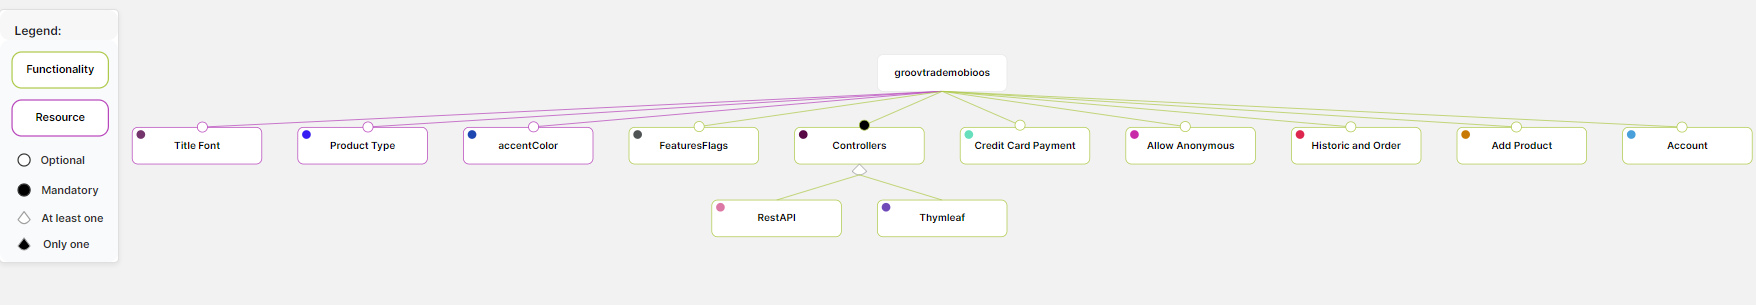 Legend:
Functionality
Resource
Optional
Mandatory
At least one
Only one
groovtrademobioos
Title Font
Product Type
accentColor
FeaturesFlags
Controllers
Credit Card Payment
Allow Anonymous
Historic and Order
Add Product
Account
RestAPI
Thymleaf